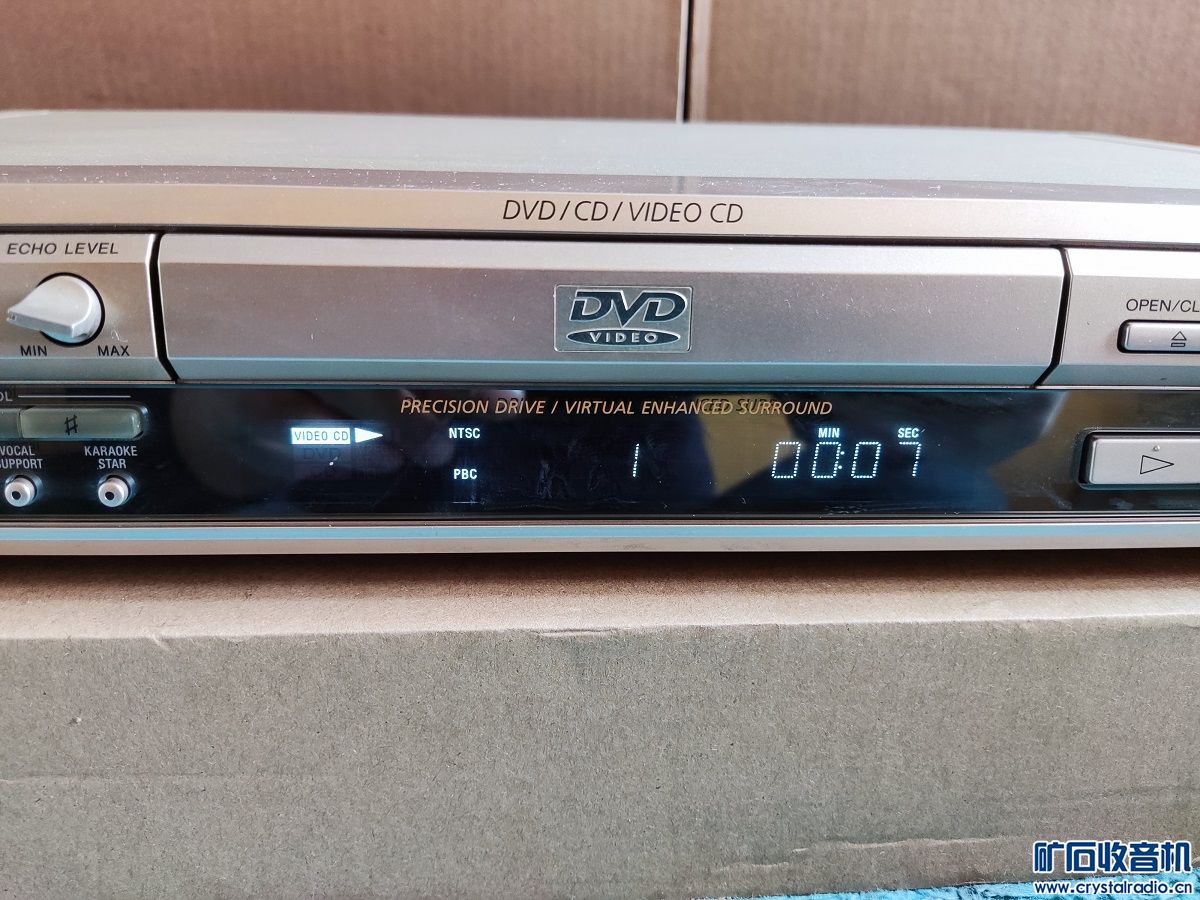 DVD / CD / VIDEO CD
ECHO LEVEL
MIN MAX
DVD
VIDEO
OPEN/CL
PRECISION DRIVE / VIRTUAL ENHANCED SURROUND
#
VOCAL
SUPPORT
KARAOKE
STAR
VIDEO CD
NTSC
PBC
1
MIN SEC
00:07
矿石收音机
www.crystalradio.cn